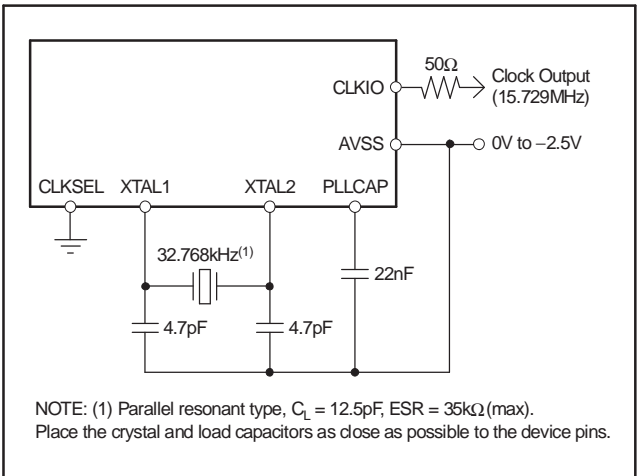 50Ω
CLKIO
Clock Output
(15.729MHz)
AVSS
0V to −2.5V
CLKSEL XTAL1 XTAL2 PLLCAP
32.768kHz(1)
22nF
4.7pF 4.7pF
NOTE: (1) Parallel resonant type, CL = 12.5pF, ESR = 35kΩ (max).
Place the crystal and load capacitors as close as possible to the device pins.